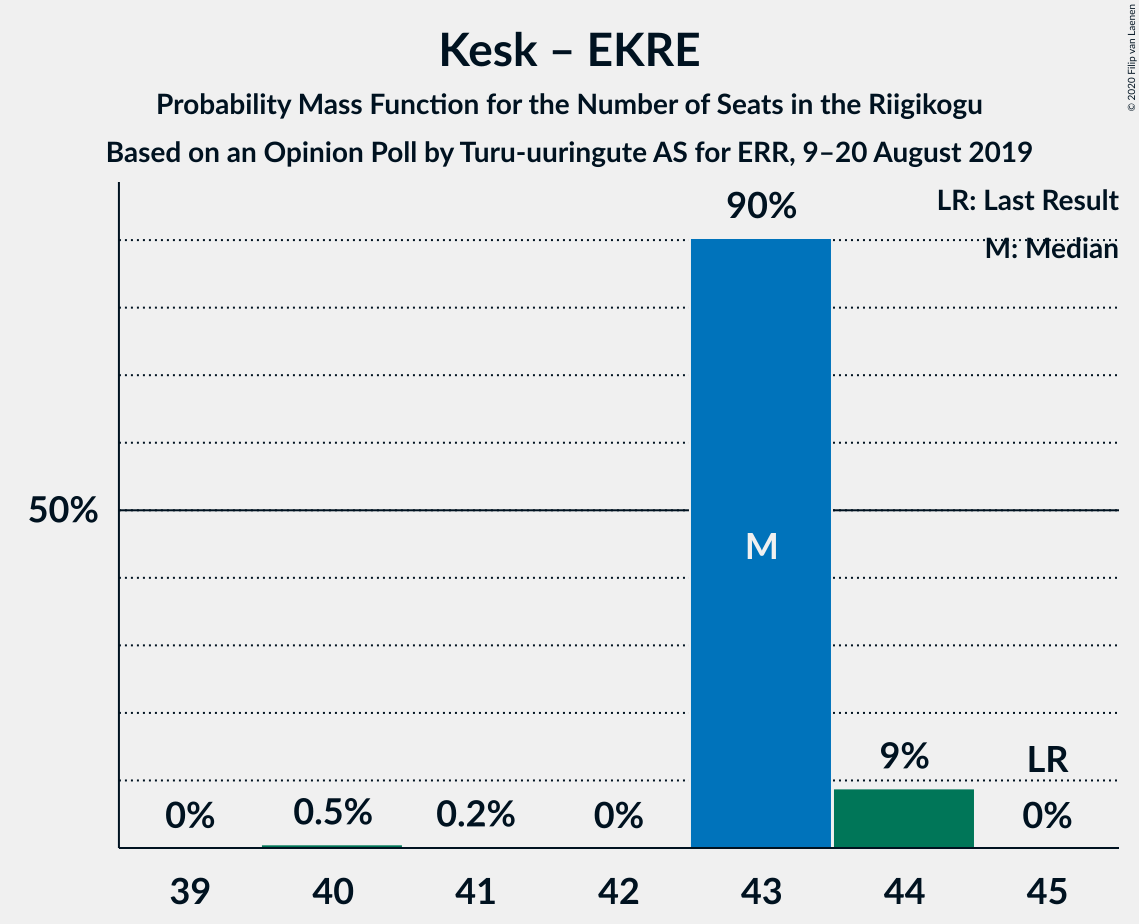 Kesk – EKRE
Probability Mass Function for the Number of Seats in the Riigikogu
Based on an Opinion Poll by Turu-uuringute AS for ERR, 9–20 August 2019
© 2020 Filip van Laenen
LR: Last Result
M: Median
90%
50%
M
9%
LR
0%
0.5%
0.2%
0%
0%
39
40
41
42
43
44
45